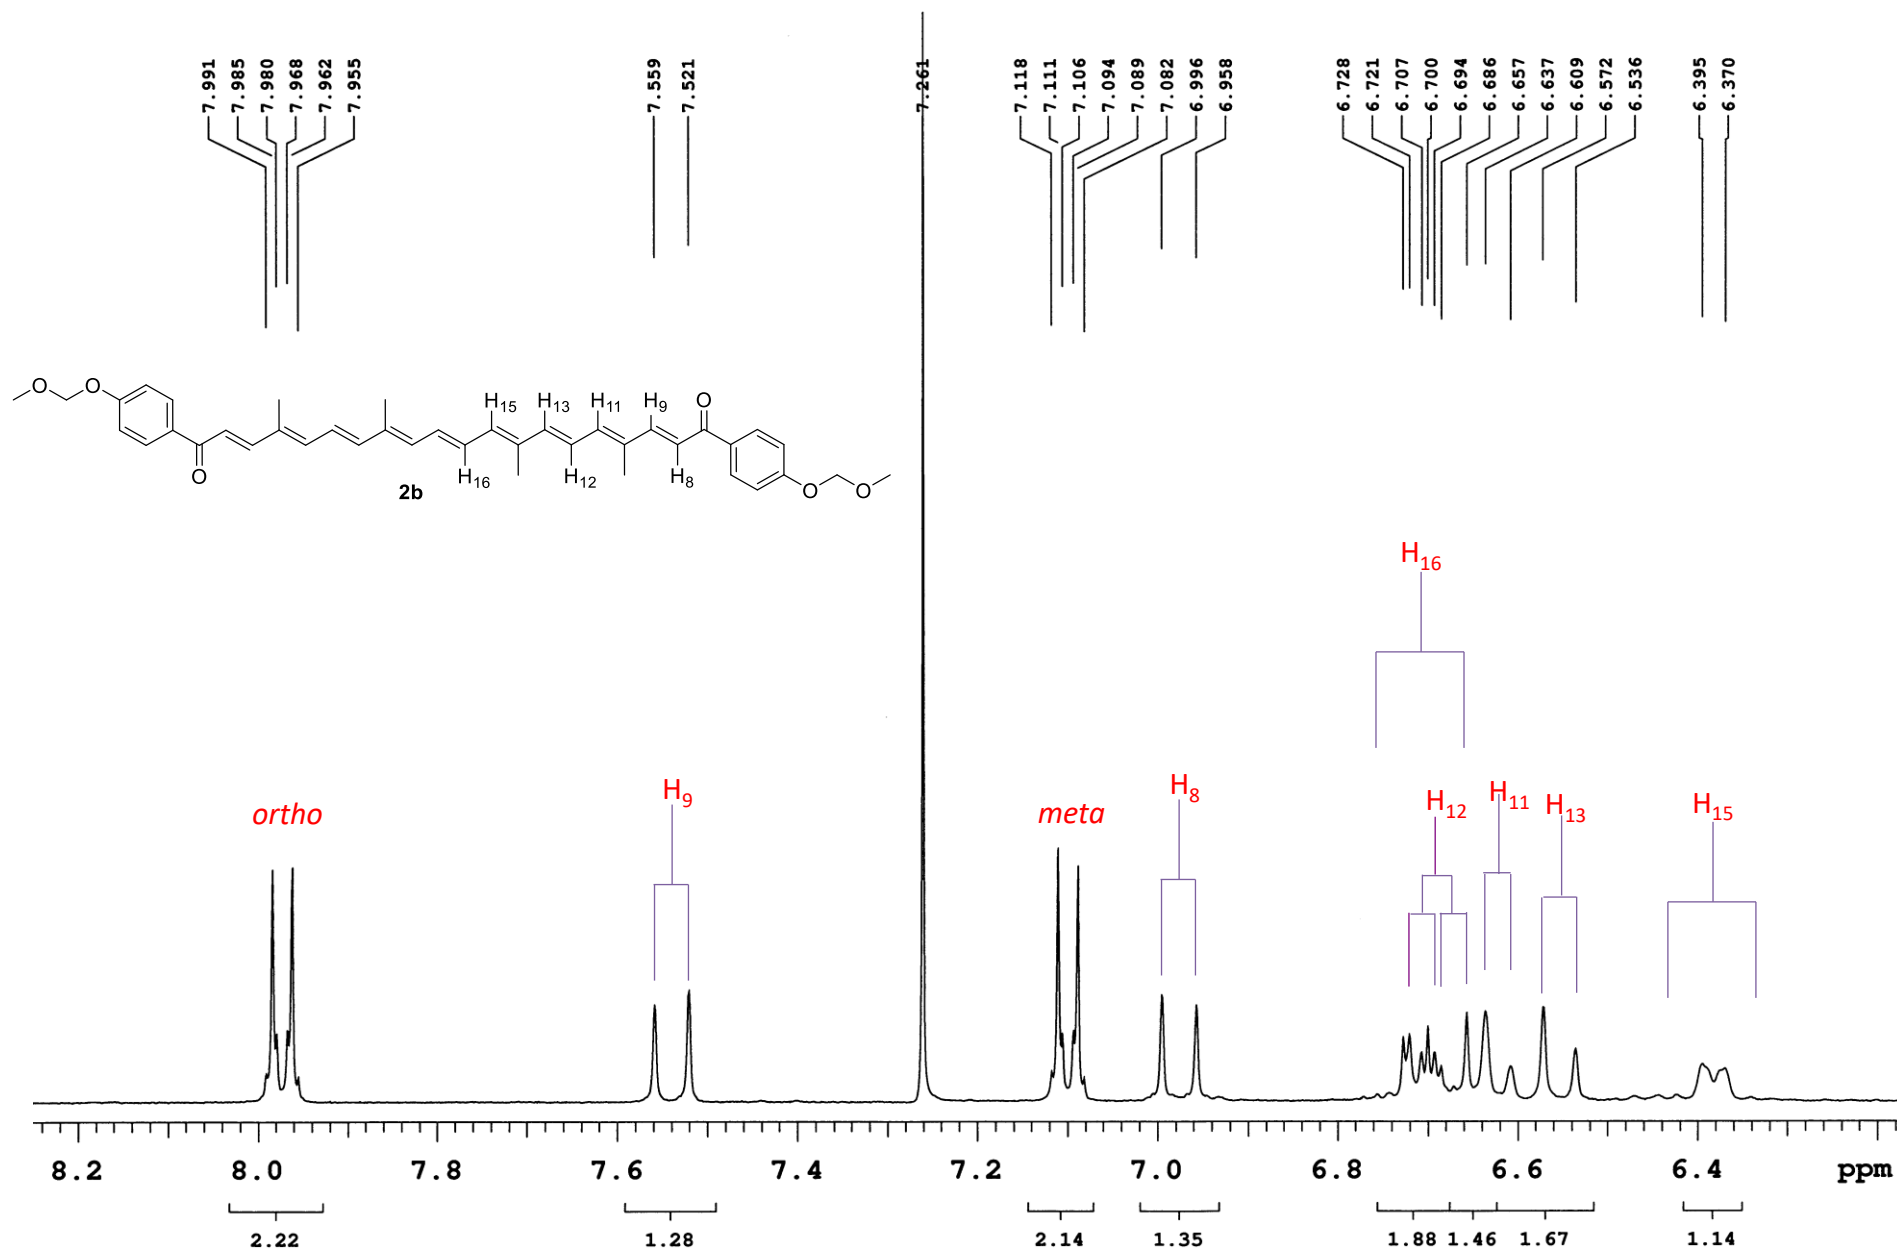 7.991 7.985 7.980 7.968 7.962 7.955 7.559 7.521 7.261 7.118 7.111 7.106 7.094 7.089 7.082 6.996 6.958 6.728 6.721 6.707 6.700 6.694 6.686 6.657 6.637 6.609 6.572 6.536 6.395 6.370
O O H15 H13 H11 H9 O
O H16 H12 H8 O O
2b
H16
ortho H9 meta H8 H12 H11 H13 H15
8.2 8.0 7.8 7.6 7.4 7.2 7.0 6.8 6.6 6.4 ppm
2.22 1.28 2.14 1.35 1.88 1.46 1.67 1.14